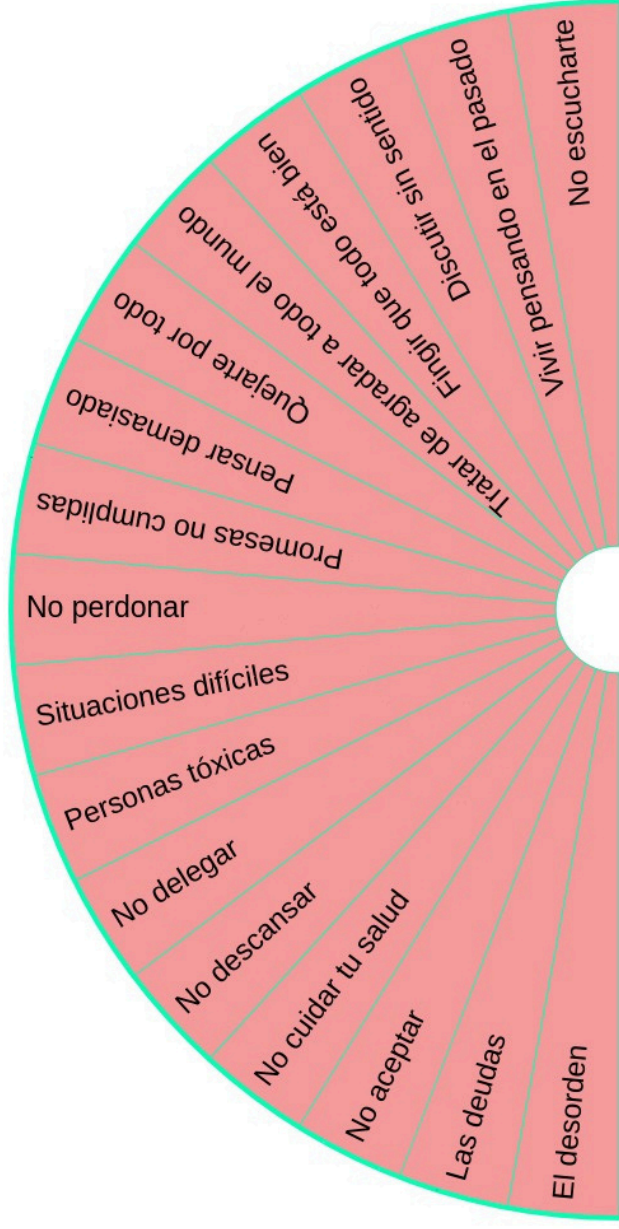 No escucharte
Vivir pensando en el pasado
Discutir sin sentido
Fingir que todo está bien
Tratar de agradar a todo el mundo
Quejarte por todo
Pensar demasiado
Promesas no cumplidas
No perdonar
Situaciones difíciles
Personas tóxicas
No delegar
No descansar
No cuidar tu salud
No aceptar
Las deudas
El desorden